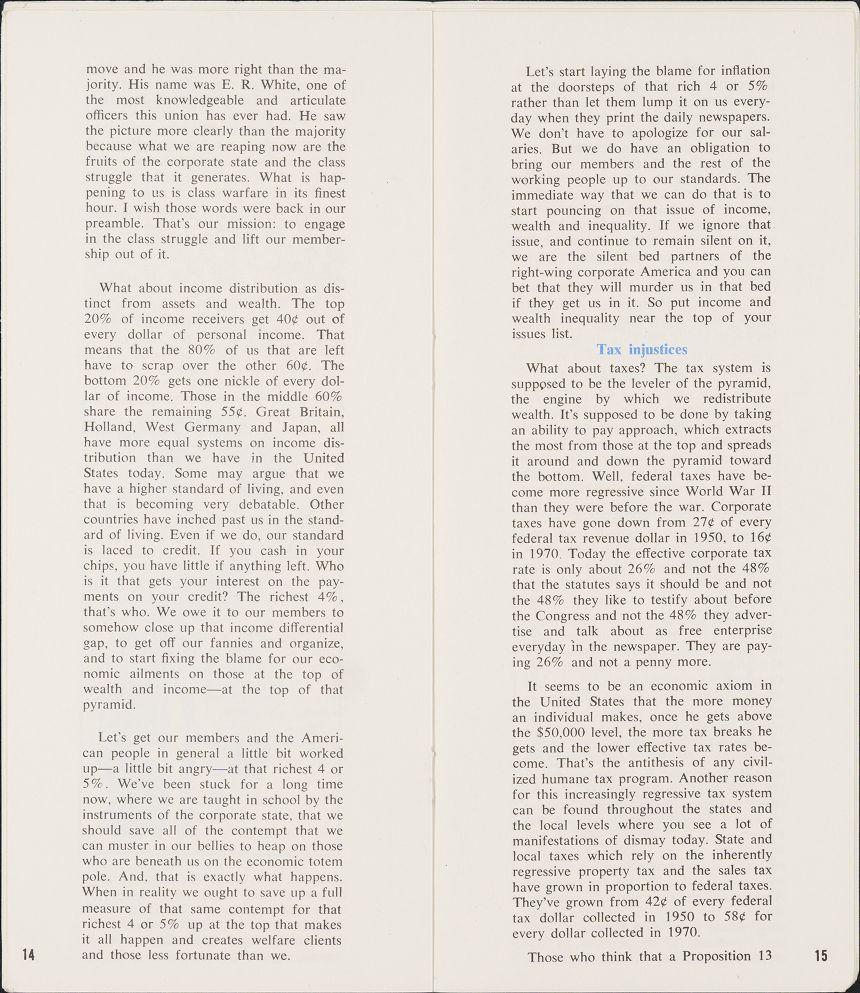 move and he was more right than the ma-
jority. His name was E. R. White, one of
the most knowledgeable and articulate
officers this union has ever had. He saw
the picture more clearly than the majority
because what we are reaping now are the
fruits of the corporate state and the class
struggle that it generates. What is hap-
pening to us is class warfare in its finest
hour. I wish those words were back in our
preamble. That's our mission: to engage
in the class struggle and lift our member-
ship out of it.
What about income distribution as dis-
tinct from assets and wealth. The top
20% of income receivers get 40¢ out of
every dollar of personal income. That
means that the 80% of us that are left
have to scrap over the other 60¢. The
bottom 20% gets one nickle of every dol-
lar of income. Those in the middle 60%
share the remaining 55¢. Great Britain,
Holland, West Germany and Japan, all
have more equal systems on income dis-
tribution than we have in the United
States today. Some may argue that we
have a higher standard of living, and even
that is becoming very debatable. Other
countries have inched past us in the stand-
ard of living. Even if we do, our standard
is laced to credit. If you cash in your
chips, you have little if anything left. Who
is it that gets your interest on the pay-
ments on your credit? The richest 4%,
that's who. We owe it to our members to
somehow close up that income differential
gap, to get off our fannies and organize,
and to start fixing the blame for our eco-
nomic ailments on those at the top of
wealth and income—at the top of that
pyramid.
Let's get our members and the Ameri-
can people in general a little bit worked
up—a little bit angry—at that richest 4 or
5%. We've been stuck for a long time
now, where we are taught in school by the
instruments of the corporate state, that we
should save all of the contempt that we
can muster in our bellies to heap on those
who are beneath us on the economic totem
pole. And, that is exactly what happens.
When in reality we ought to save up a full
measure of that same contempt for that
richest 4 or 5% up at the top that makes
it all happen and creates welfare clients
and those less fortunate than we.
14
Let's start laying the blame for inflation
at the doorsteps of that rich 4 or 5%
rather than let them lump it on us every-
day when they print the daily newspapers.
We don't have to apologize for our sal-
aries. But we do have an obligation to
bring our members and the rest of the
working people up to our standards. The
immediate way that we can do that is to
start pouncing on that issue of income,
wealth and inequality. If we ignore that
issue, and continue to remain silent on it,
we are the silent bed partners of the
right-wing corporate America and you can
bet that they will murder us in that bed
if they get us in it. So put income and
wealth inequality near the top of your
issues list.
Tax injustices
What about taxes? The tax system is
supposed to be the leveler of the pyramid,
the engine by which we redistribute
wealth. It's supposed to be done by taking
an ability to pay approach, which extracts
the most from those at the top and spreads
it around and down the pyramid toward
the bottom. Well, federal taxes have be-
come more regressive since World War II
than they were before the war. Corporate
taxes have gone down from 27¢ of every
federal tax revenue dollar in 1950, to 16¢
in 1970. Today the effective corporate tax
rate is only about 26% and not the 48%
that the statutes says it should be and not
the 48% they like to testify about before
the Congress and not the 48% they adver-
tise and talk about as free enterprise
everyday in the newspaper. They are pay-
ing 26% and not a penny more.
It seems to be an economic axiom in
the United States that the more money
an individual makes, once he gets above
the $50,000 level, the more tax breaks he
gets and the lower effective tax rates be-
come. That's the antithesis of any civil-
ized humane tax program. Another reason
for this increasingly regressive tax system
can be found throughout the states and
the local levels where you see a lot of
manifestations of dismay today. State and
local taxes which rely on the inherently
regressive property tax and the sales tax
have grown in proportion to federal taxes.
They've grown from 42¢ of every federal
tax dollar collected in 1950 to 58¢ for
every dollar collected in 1970.
Those who think that a Proposition 13
15